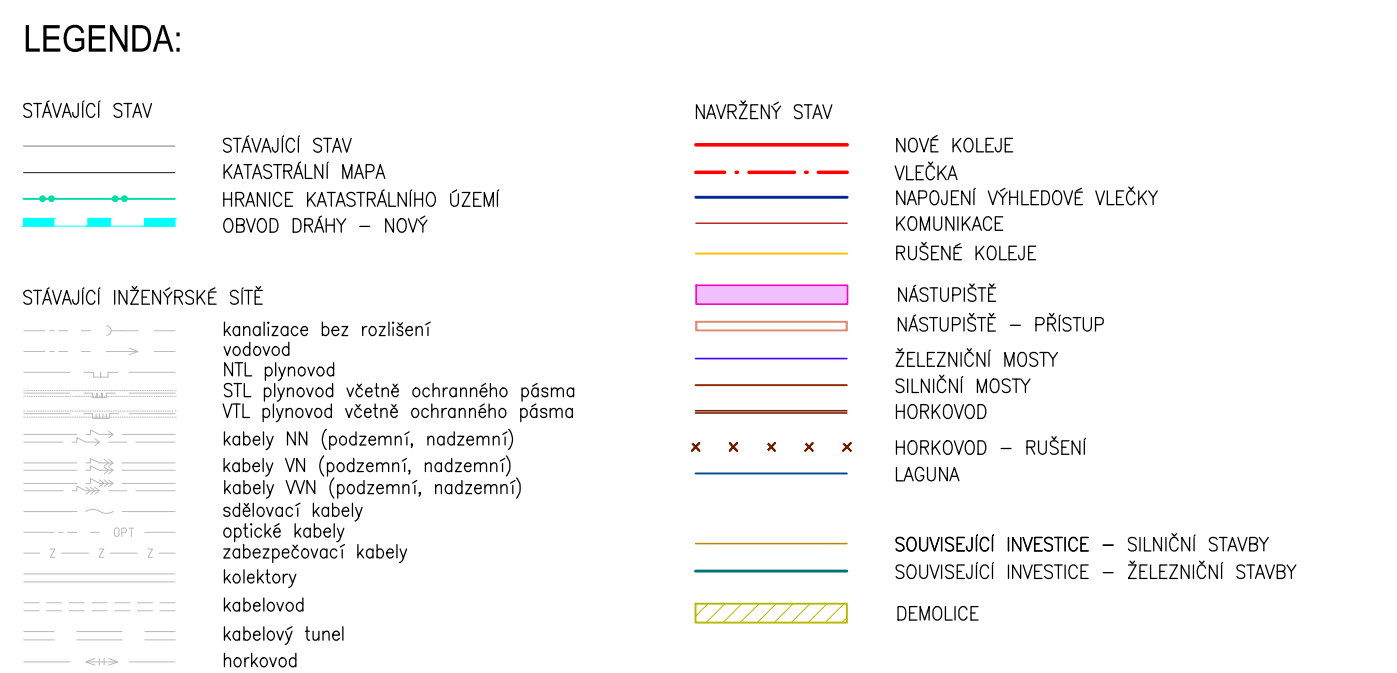 LEGENDA:
STÁVAJÍCÍ STAV
STÁVAJÍCÍ STAV
KATASTRÁLNÍ MAPA
HRANICE KATASTRÁLNÍHO ÚZEMÍ
OBVOD DRÁHY – NOVÝ
STÁVAJÍCÍ INŽENÝRSKÉ SÍTĚ
kanalizace bez rozlišení
vodovod
NTL plynovod
STL plynovod včetně ochranného pásma
VTL plynovod včetně ochranného pásma
kabely NN (podzemní, nadzemní)
kabely VN (podzemní, nadzemní)
kabely VVN (podzemní, nadzemní)
sdělovací kabely
OPT optické kabely
Z Z Z zabezpečovací kabely
kolektory
kabelovod
kabelový tunel
horkovod
NAVRŽENÝ STAV
NOVÉ KOLEJE
VLEČKA
NAPOJENÍ VÝHLEDOVÉ VLEČKY
KOMUNIKACE
RUŠENÉ KOLEJE
NÁSTUPIŠTĚ
NÁSTUPIŠTĚ – PŘÍSTUP
ŽELEZNIČNÍ MOSTY
SILNIČNÍ MOSTY
HORKOVOD
HORKOVOD – RUŠENÍ
LAGUNA
SOUVISEJÍCÍ INVESTICE – SILNIČNÍ STAVBY
SOUVISEJÍCÍ INVESTICE – ŽELEZNIČNÍ STAVBY
DEMOLICE